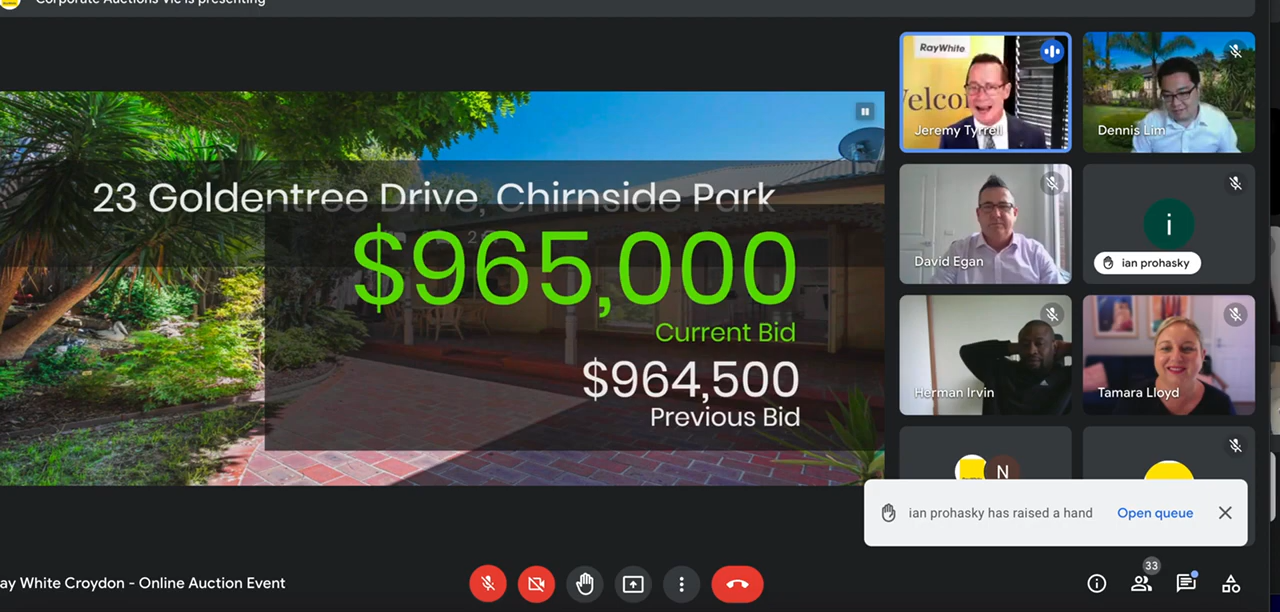 Corporate Auctions Vic is presenting
RayWhite
Jeremy Tyrrell
Dennis Lim
23 Goldentree Drive, Chirnside Park
$965,000
Current Bid
$964,500
Previous Bid
David Egan
i
ian prohasky
Herman Irvin
Tamara Lloyd
N
ian prohasky has raised a hand
Open queue
ay White Croydon - Online Auction Event
33